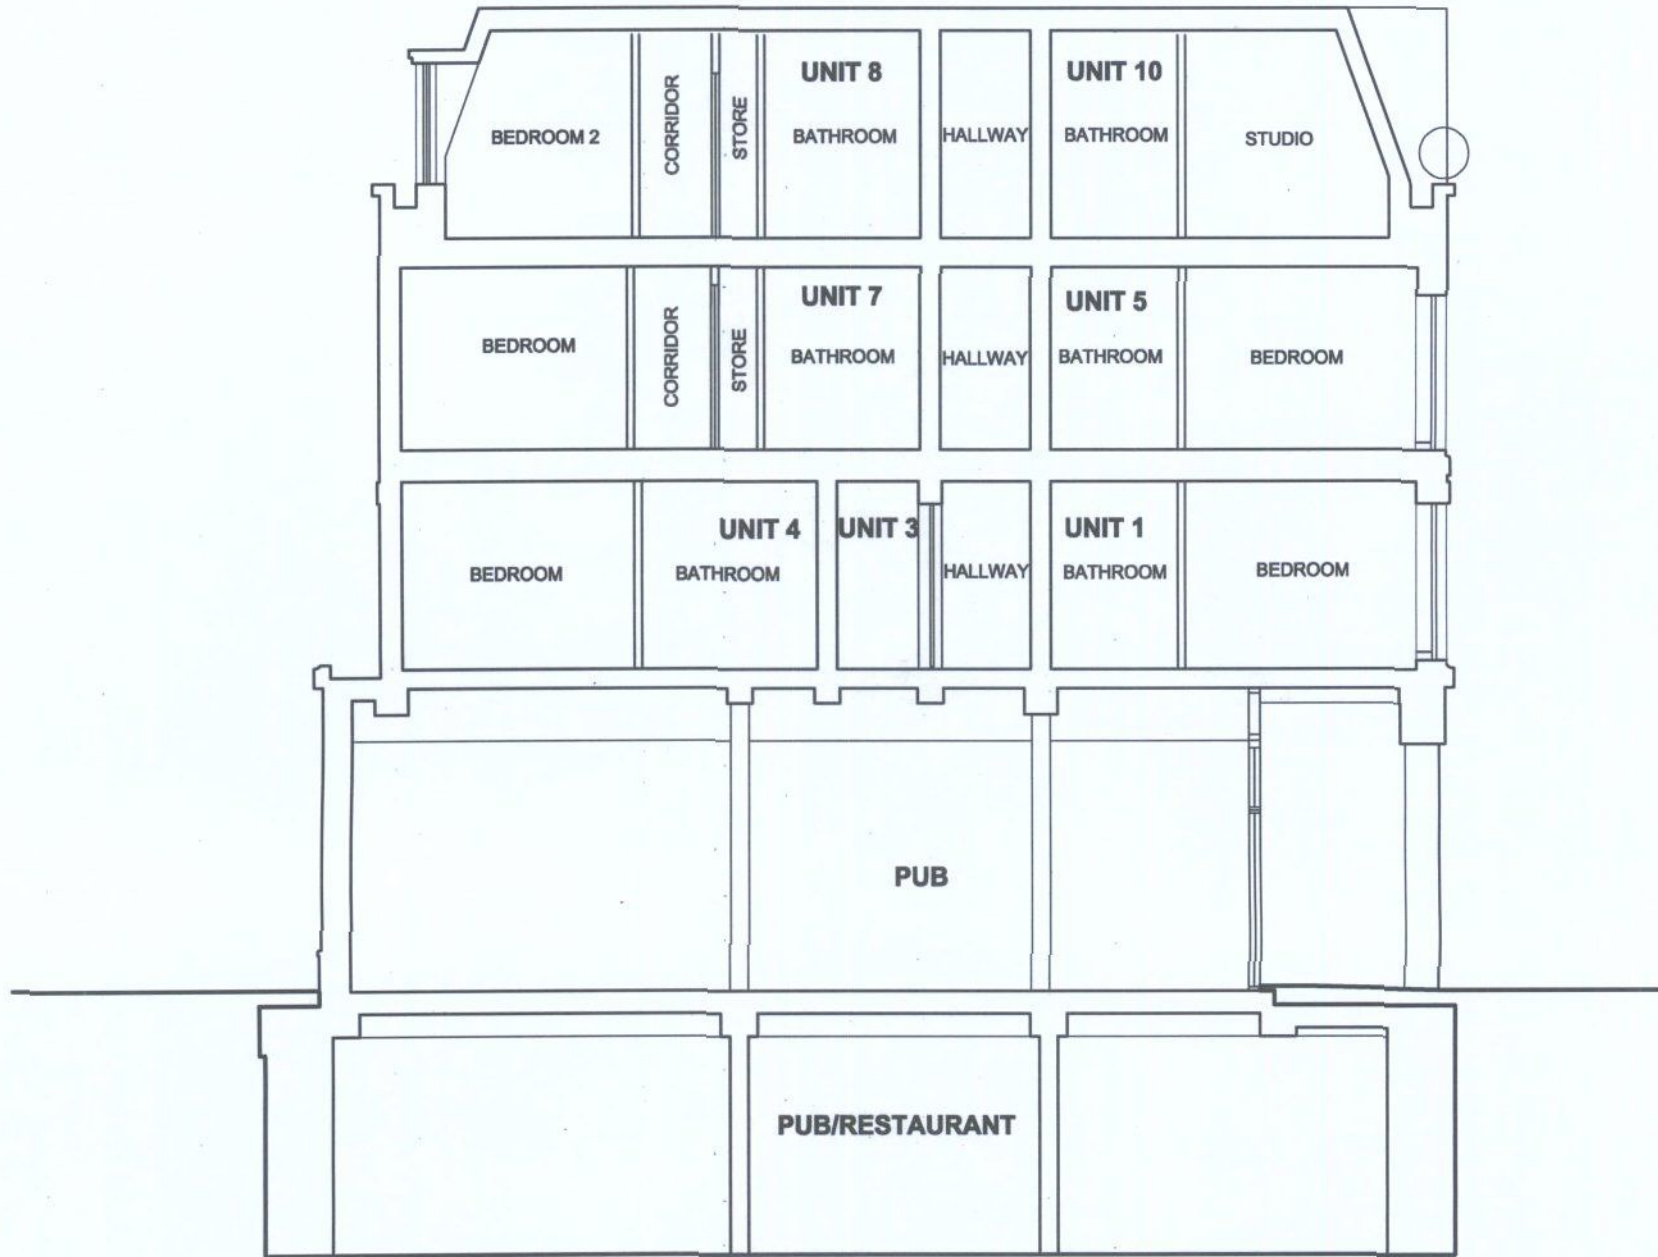 UNIT 8
UNIT 10
BEDROOM 2
CORRIDOR
STORE
BATHROOM
HALLWAY
BATHROOM
STUDIO
UNIT 7
UNIT 5
BEDROOM
CORRIDOR
STORE
BATHROOM
HALLWAY
BATHROOM
BEDROOM
UNIT 4
UNIT 3
UNIT 1
BEDROOM
BATHROOM
HALLWAY
BATHROOM
BEDROOM
PUB
PUB/RESTAURANT